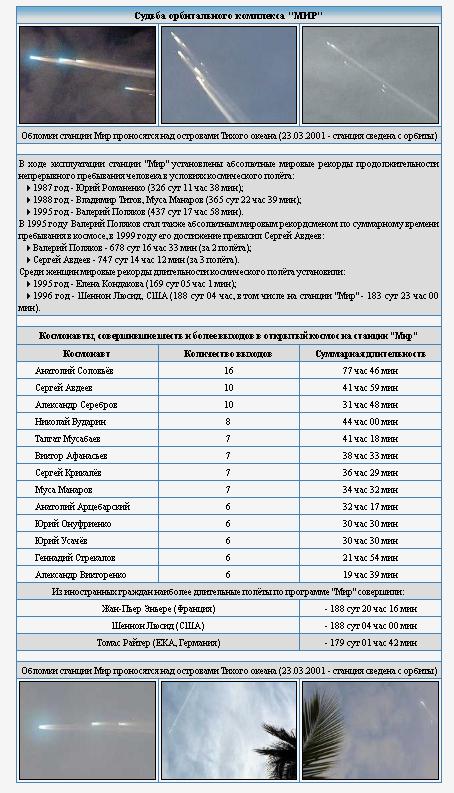 Судьба орбитального комплекса "МИР"
Обломки станции Мир проносятся над островами Тихого океана (23.03.2001 - станция сведена с орбиты)
В ходе эксплуатации станции "Мир" установлены абсолютные мировые рекорды продолжительности
непрерывного пребывания человека в условиях космического полёта:
1987 год - Юрий Романенко (326 сут 11 час 38 мин);
1988 год - Владимир Титов, Муса Манаров (365 сут 22 час 39 мин);
1995 год - Валерий Поляков (437 сут 17 час 58 мин).
В 1995 году Валерий Поляков стал также абсолютным мировым рекордсменом по суммарному времени
пребывания в космосе, в 1999 году его достижение превысил Сергей Авдеев:
Валерий Поляков - 678 сут 16 час 33 мин (за 2 полёта);
Сергей Авдеев - 747 сут 14 час 12 мин (за 3 полёта).
Среди женщин мировые рекорды длительности космического полёта установили:
1995 год - Елена Кондакова (169 сут 05 час 1 мин);
1996 год - Шеннон Люсид, США (188 сут 04 час, в том числе на станции "Мир" - 183 сут 23 час 00
мин).
Космонавты, совершившие шесть и более выходов в открытый космос на станции "Мир"
Космонавт Количество выходов Суммарная длительность
Анатолий Соловьёв 16 77 час 46 мин
Сергей Авдеев 10 41 час 59 мин
Александр Серебров 10 31 час 48 мин
Николай Бударин 8 44 час 00 мин
Талгат Мусабаев 7 41 час 18 мин
Виктор Афанасьев 7 38 час 33 мин
Сергей Крикалёв 7 36 час 29 мин
Муса Манаров 7 34 час 32 мин
Анатолий Арцебарский 6 32 час 17 мин
Юрий Онуфриенко 6 30 час 30 мин
Юрий Усачёв 6 30 час 30 мин
Геннадий Стрекалов 6 21 час 54 мин
Александр Викторенко 6 19 час 39 мин
Из иностранных граждан наиболее длительные полёты по программе "Мир" совершили:
Жан-Пьер Эньере (Франция) - 188 сут 20 час 16 мин
Шеннон Люсид (США) - 188 сут 04 час 00 мин
Томас Райтер (ЕКА, Германия) - 179 сут 01 час 42 мин
Обломки станции Мир проносятся над островами Тихого океана (23.03.2001 - станция сведена с орбиты)